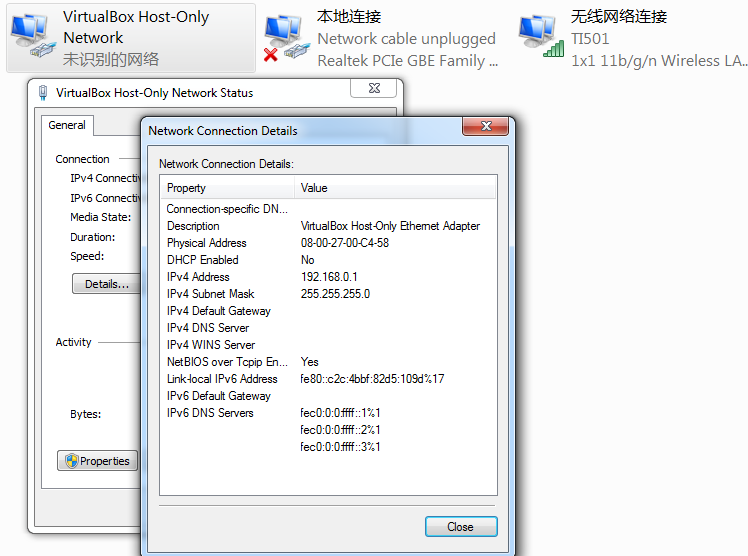 VirtualBox Host-Only
Network
未识别的网络
本地连接
Network cable unplugged
Realtek PCIe GBE Family ...
无线网络连接
TI501
1x1 11b/g/n Wireless LA...
VirtualBox Host-Only Network Status
General
Connection
IPv4 Connecti
IPv6 Connecti
Media State:
Duration:
Speed:
Details...
Activity
Bytes:
Properties
Network Connection Details
Network Connection Details:
Property Value
Connection-specific DN...
Description VirtualBox Host-Only Ethernet Adapter
Physical Address 08-00-27-00-C4-58
DHCP Enabled No
IPv4 Address 192.168.0.1
IPv4 Subnet Mask 255.255.255.0
IPv4 Default Gateway
IPv4 DNS Server
IPv4 WINS Server
NetBIOS over Tcpip En... Yes
Link-local IPv6 Address fe80::c2c:4bbf:82d5:109d%17
IPv6 Default Gateway
IPv6 DNS Servers fec0:0:0:ffff::1%1
fec0:0:0:ffff::2%1
fec0:0:0:ffff::3%1
Close